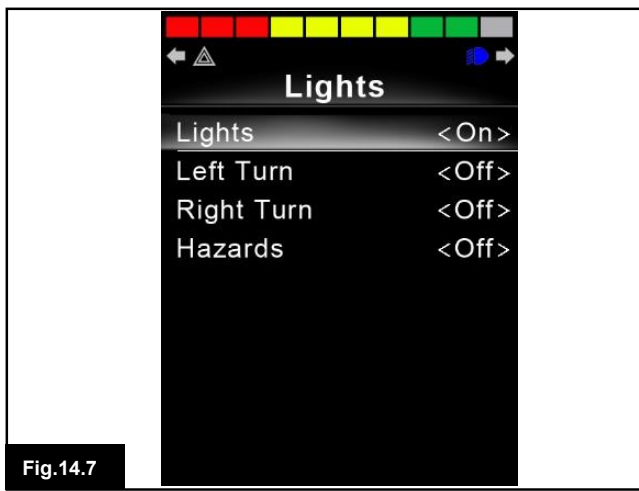 Lights
Lights <On>
Left Turn <Off>
Right Turn <Off>
Hazards <Off>
Fig.14.7